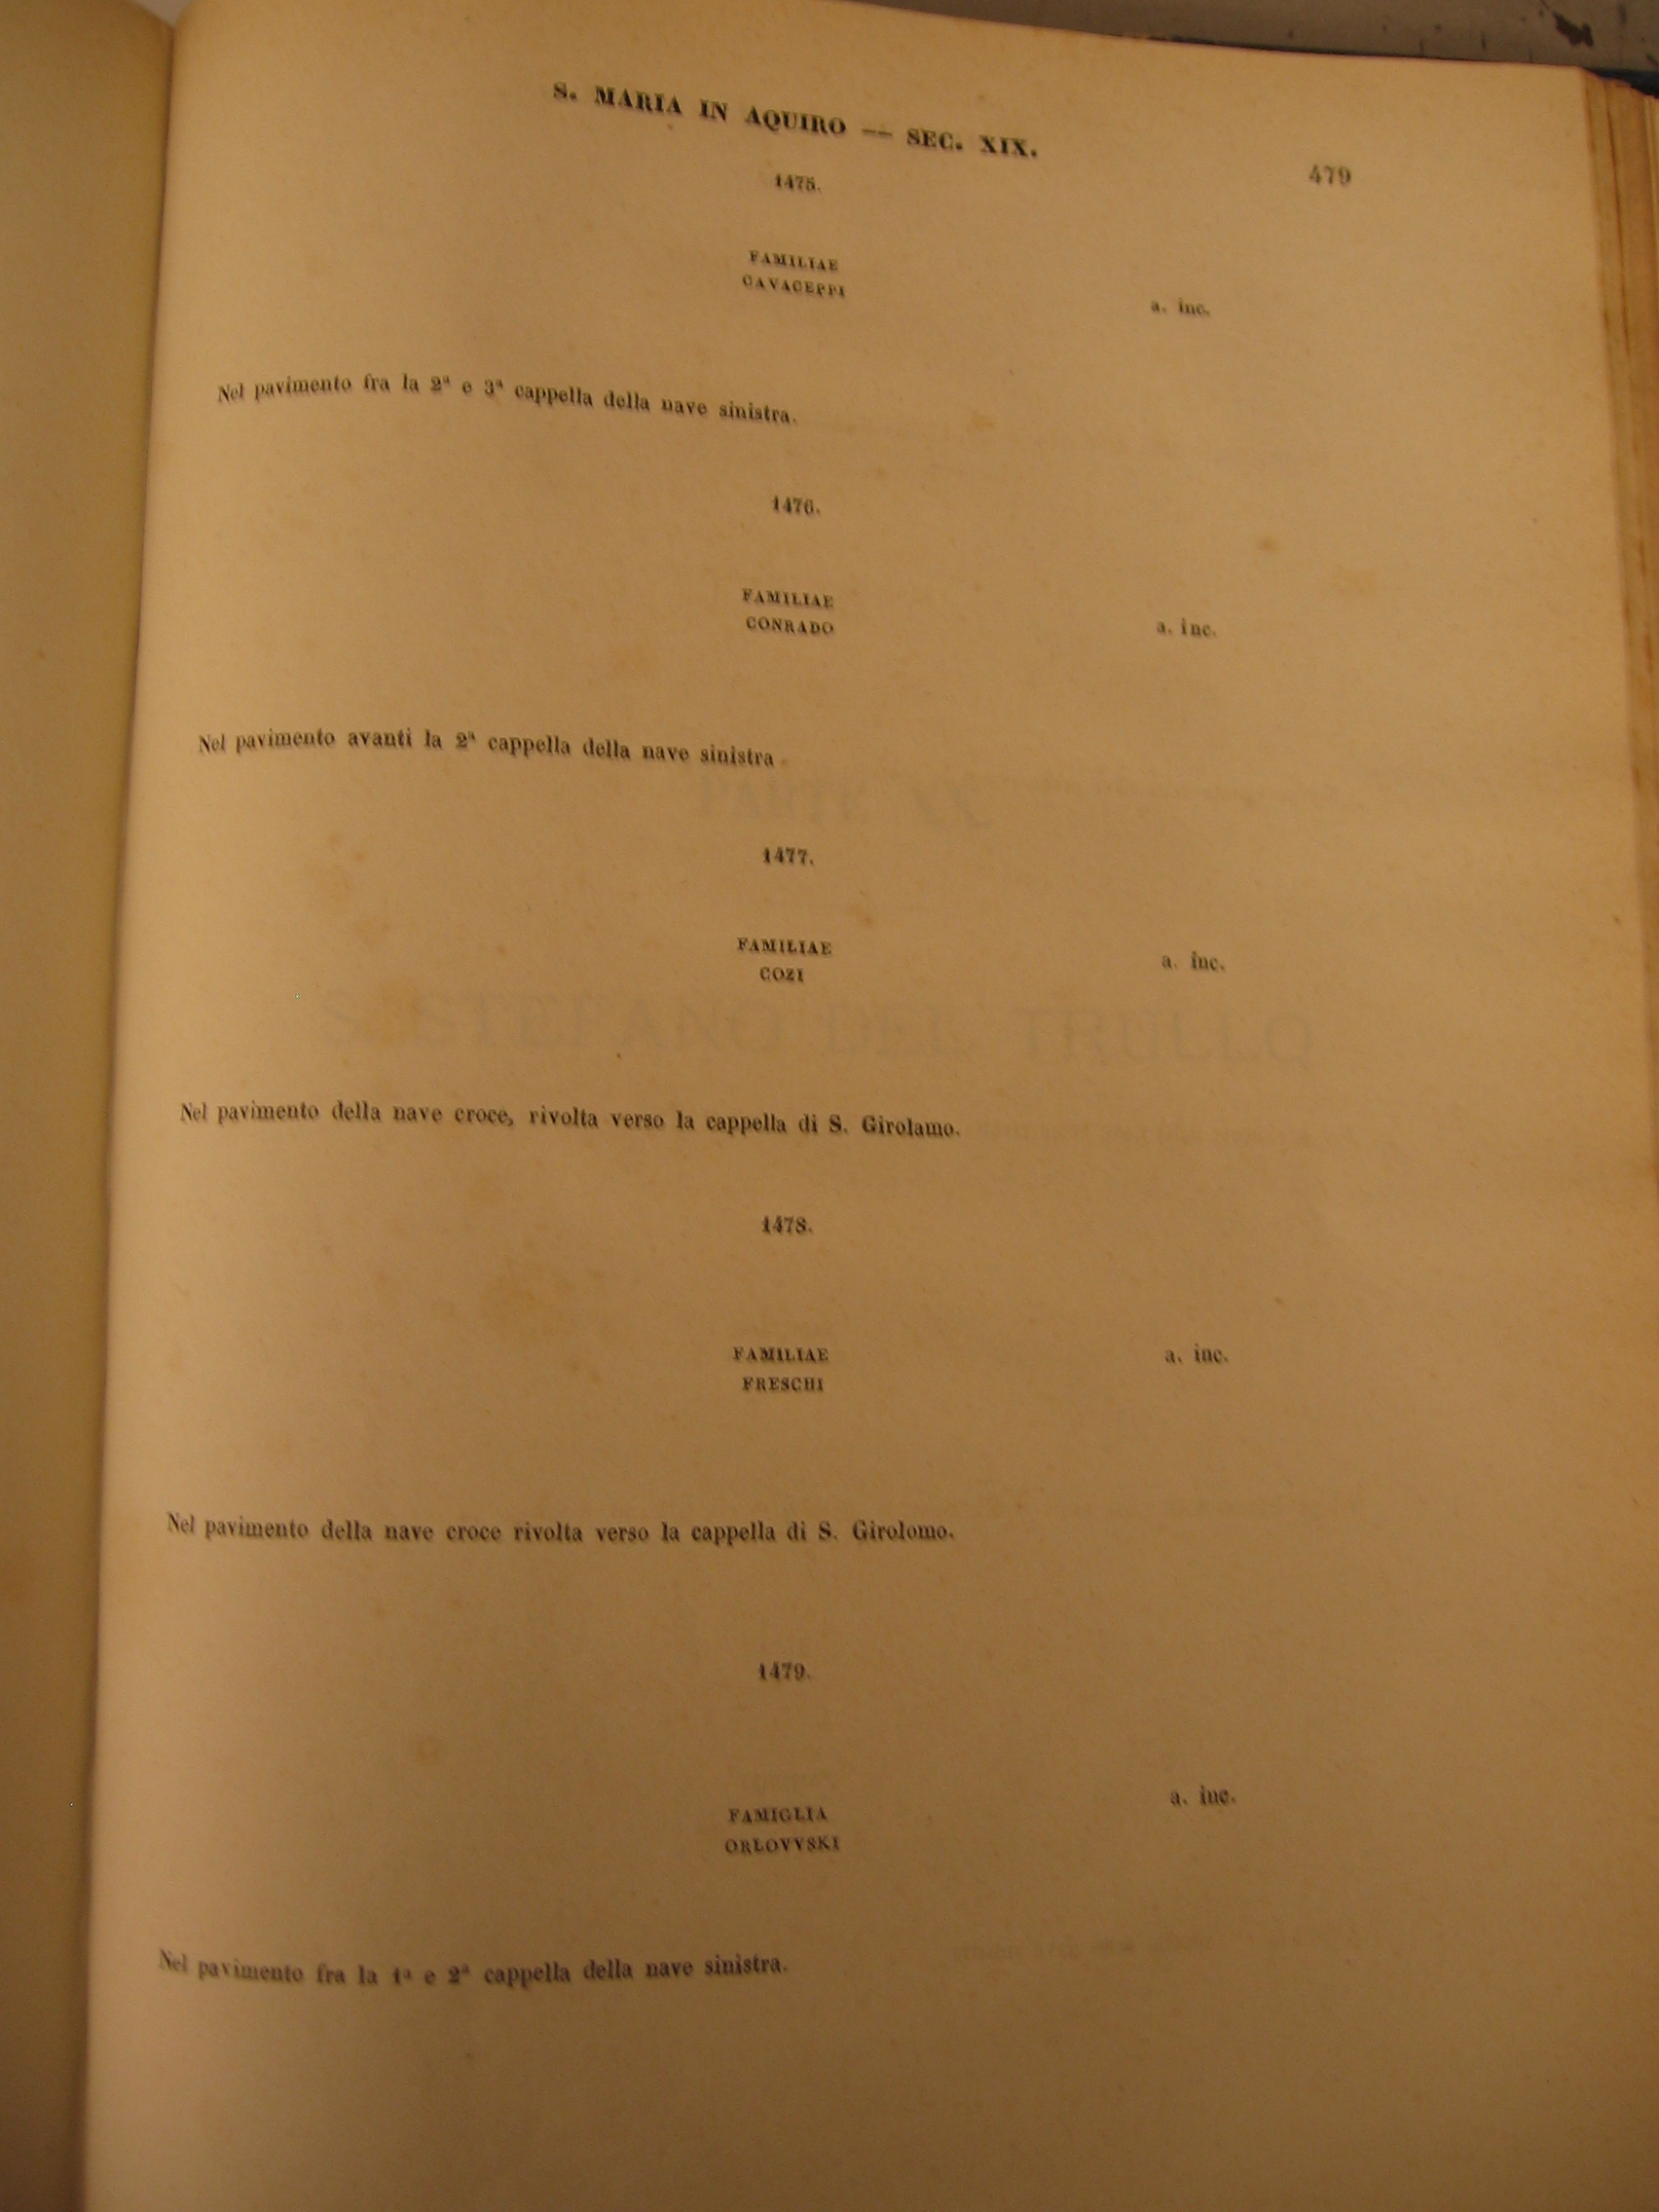 S. MARIA IN AQUIRO — SEC. XIX.
479
1475.
FAMILIAE
CAVACEPPI
a. inc.
Nel pavimento fra la 2ª e 3ª cappella della nave sinistra.
1476.
FAMILIAE
CONRADO
a. inc.
Nel pavimento avanti la 2ª cappella della nave sinistra
1477.
FAMILIAE
COZI
a. inc.
Nel pavimento della nave croce, rivolta verso la cappella di S. Girolamo.
1478.
FAMILIAE
FRESCHI
a. inc.
Nel pavimento della nave croce rivolta verso la cappella di S. Girolomo.
1479.
a. inc.
FAMIGLIA
ORLOVVSKI
Nel pavimento fra la 1ª e 2ª cappella della nave sinistra.